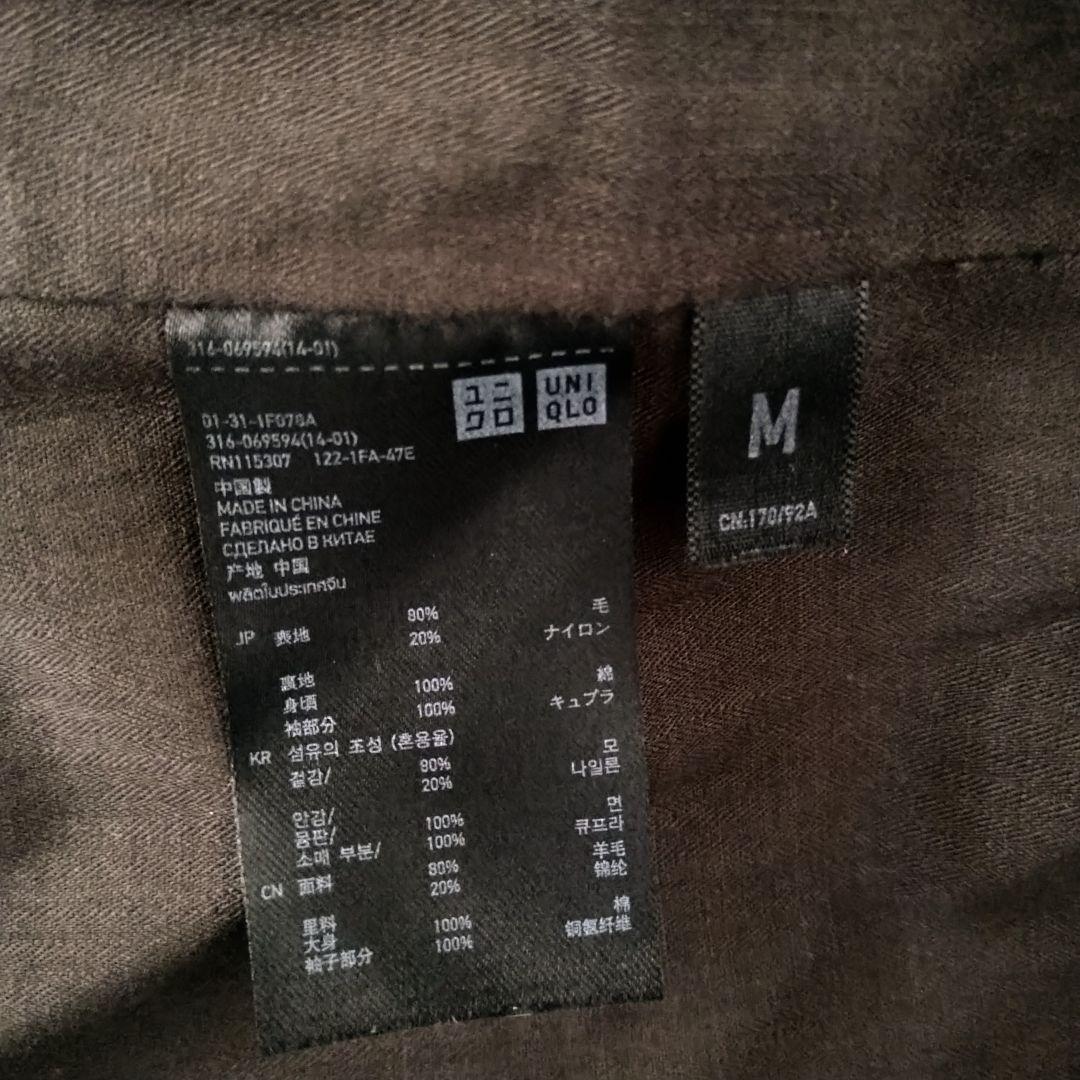 316-069594(14-01)
ユニクロ
UNIQLO
01-31-1F078A
316-069594(14-01)
RN115307 122-1FA-47E
中国製
MADE IN CHINA
FABRIQUÉ EN CHINE
СДЕЛАНО В КИТАЕ
产地 中国
ผลิตในประเทศจีน
80% 毛
JP 表地 20% ナイロン
裏地 100% 綿
身頃 100% キュプラ
袖部分
KR 섬유의 조성 (혼용율)
80% 모
겉감/ 20% 나일론
안감/ 100% 면
몸판/ 100% 큐프라
소매 부분/ 80% 羊毛
CN 面料 20% 锦纶
里料 100% 棉
大身 100% 铜氨纤维
袖子部分
M
CN:170/92A